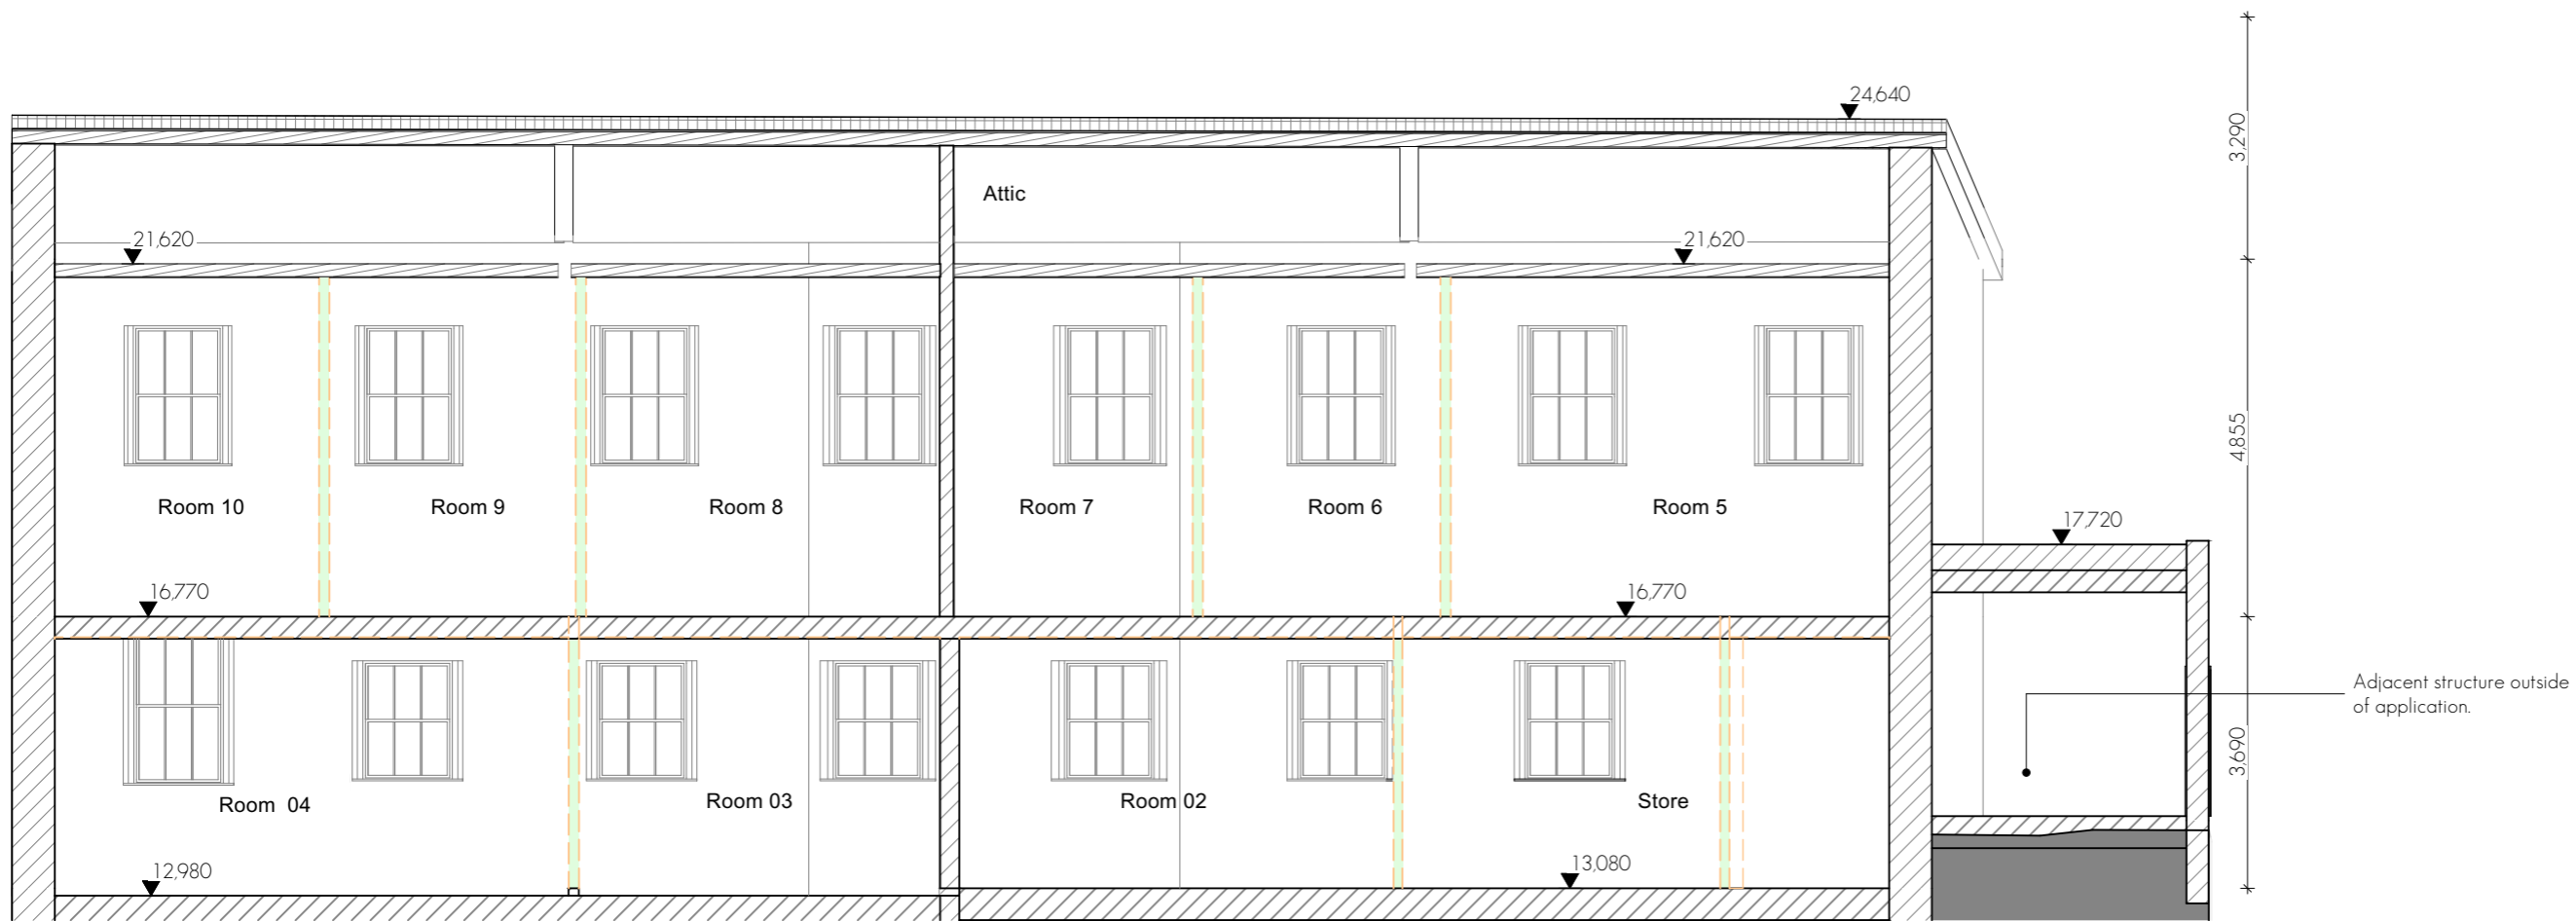 24,640
3,290
Attic
21,620
21,620
4,855
Room 10
Room 9
Room 8
Room 7
Room 6
Room 5
17,720
16,770
16,770
Adjacent structure outside
of application.
3,690
Room 04
Room 03
Room 02
Store
12,980
13,080